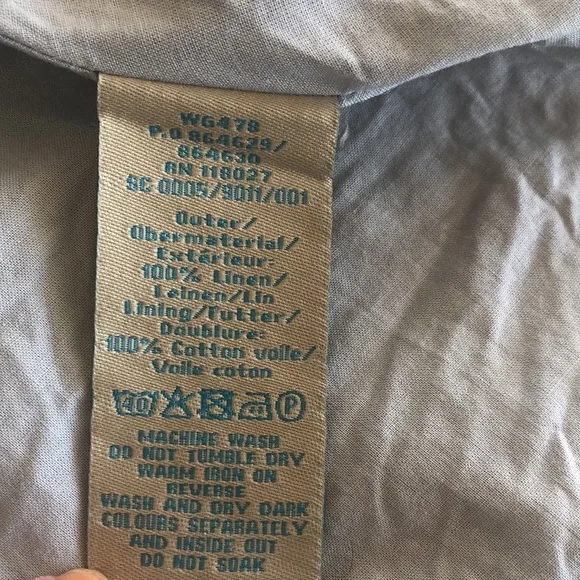 WG478
P.O 864629/
864630
RN 118027
SC 0005/9011/001
Outer/
Obermaterial/
Extérieur:
100% Linen/
Leinen/Lin
Lining/Futter/
Doublure:
100% Cotton voile/
Voile coton
40 P
MACHINE WASH
DO NOT TUMBLE DRY
WARM IRON ON
REVERSE
WASH AND DRY DARK
COLOURS SEPARATELY
AND INSIDE OUT
DO NOT SOAK